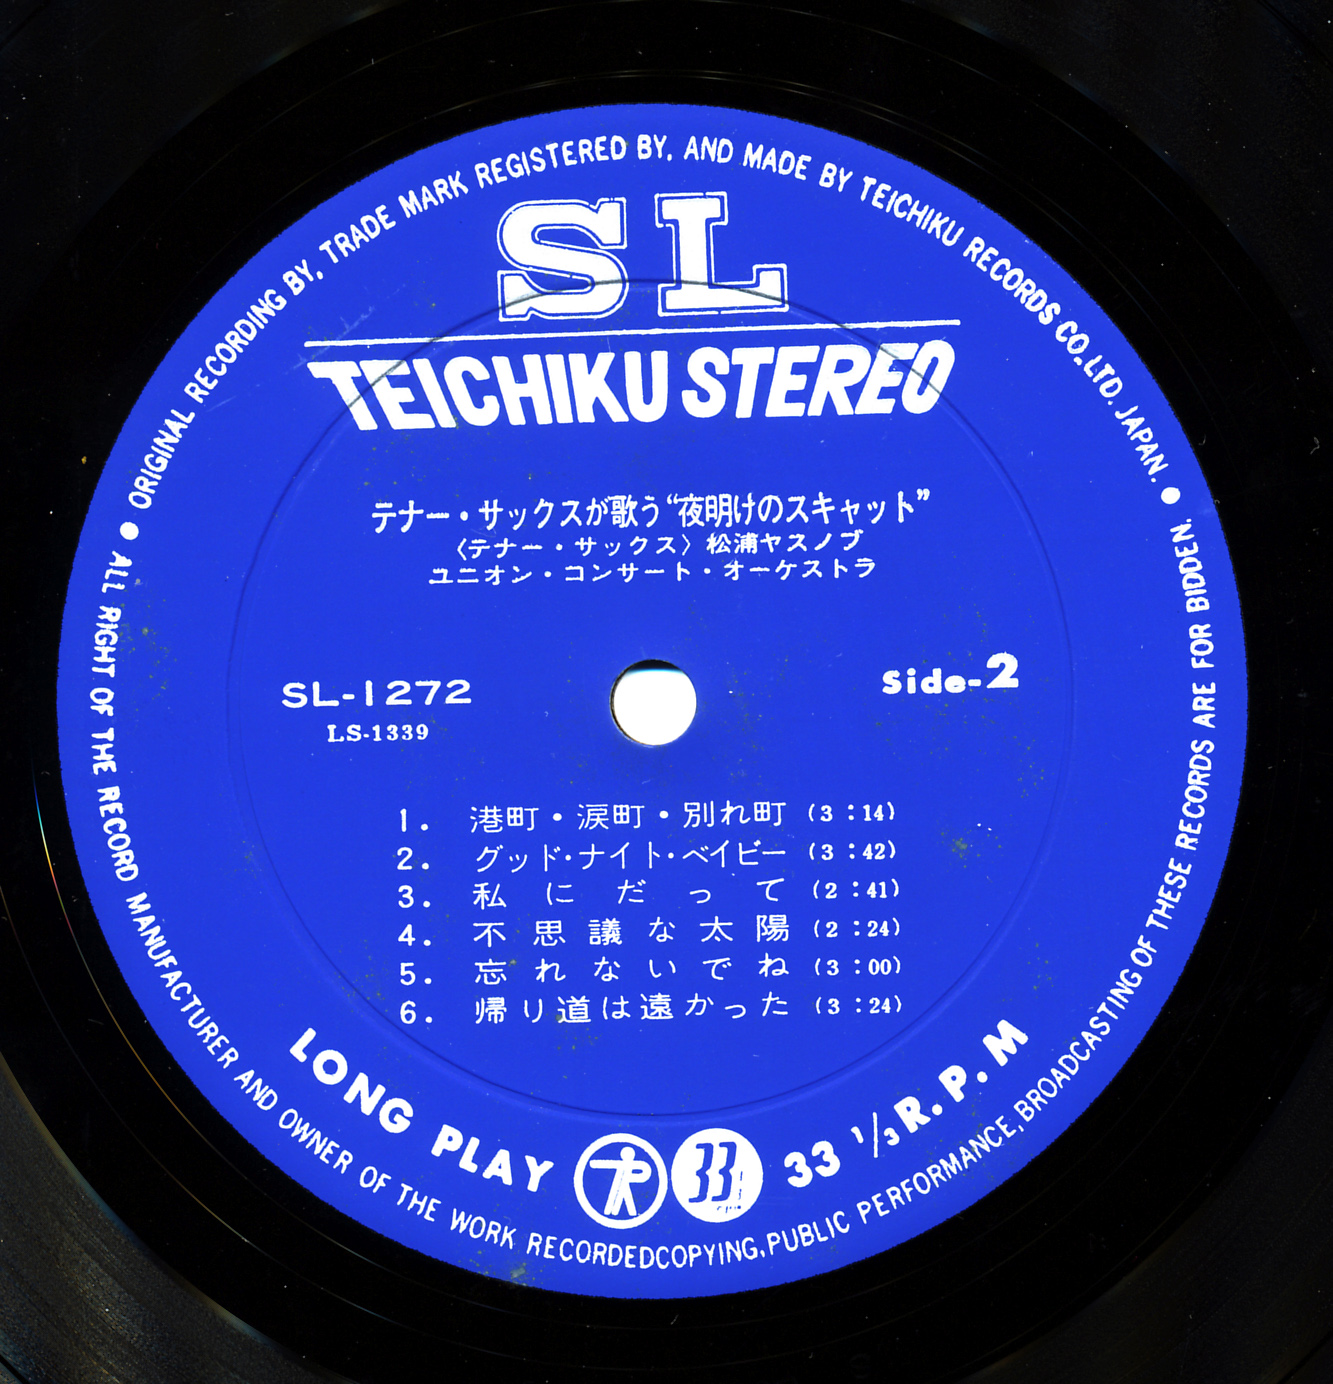 ● ORIGINAL RECORDING BY, TRADE MARK REGISTERED BY, AND MADE BY TEICHIKU RECORDS CO.LTD. JAPAN. ●
SL
TEICHIKU STEREO
テナー・サックスが歌う“夜明けのスキャット”
〈テナー・サックス〉松浦ヤスノブ
ユニオン・コンサート・オーケストラ
SL-1272
LS-1339
Side-2
1. 港町・涙町・別れ町 (3:14)
2. グッド・ナイト・ベイビー (3:42)
3. 私にだって (2:41)
4. 不思議な太陽 (2:24)
5. 忘れないでね (3:00)
6. 帰り道は遠かった (3:24)
LONG PLAY
33
33 1/3 R.P.M
ALL RIGHT OF THE RECORD MANUFACTURER AND OWNER OF THE WORK RECORDEDCOPYING, PUBLIC PERFORMANCE, BROADCASTING OF THESE RECORDS ARE FOR BIDDEN.